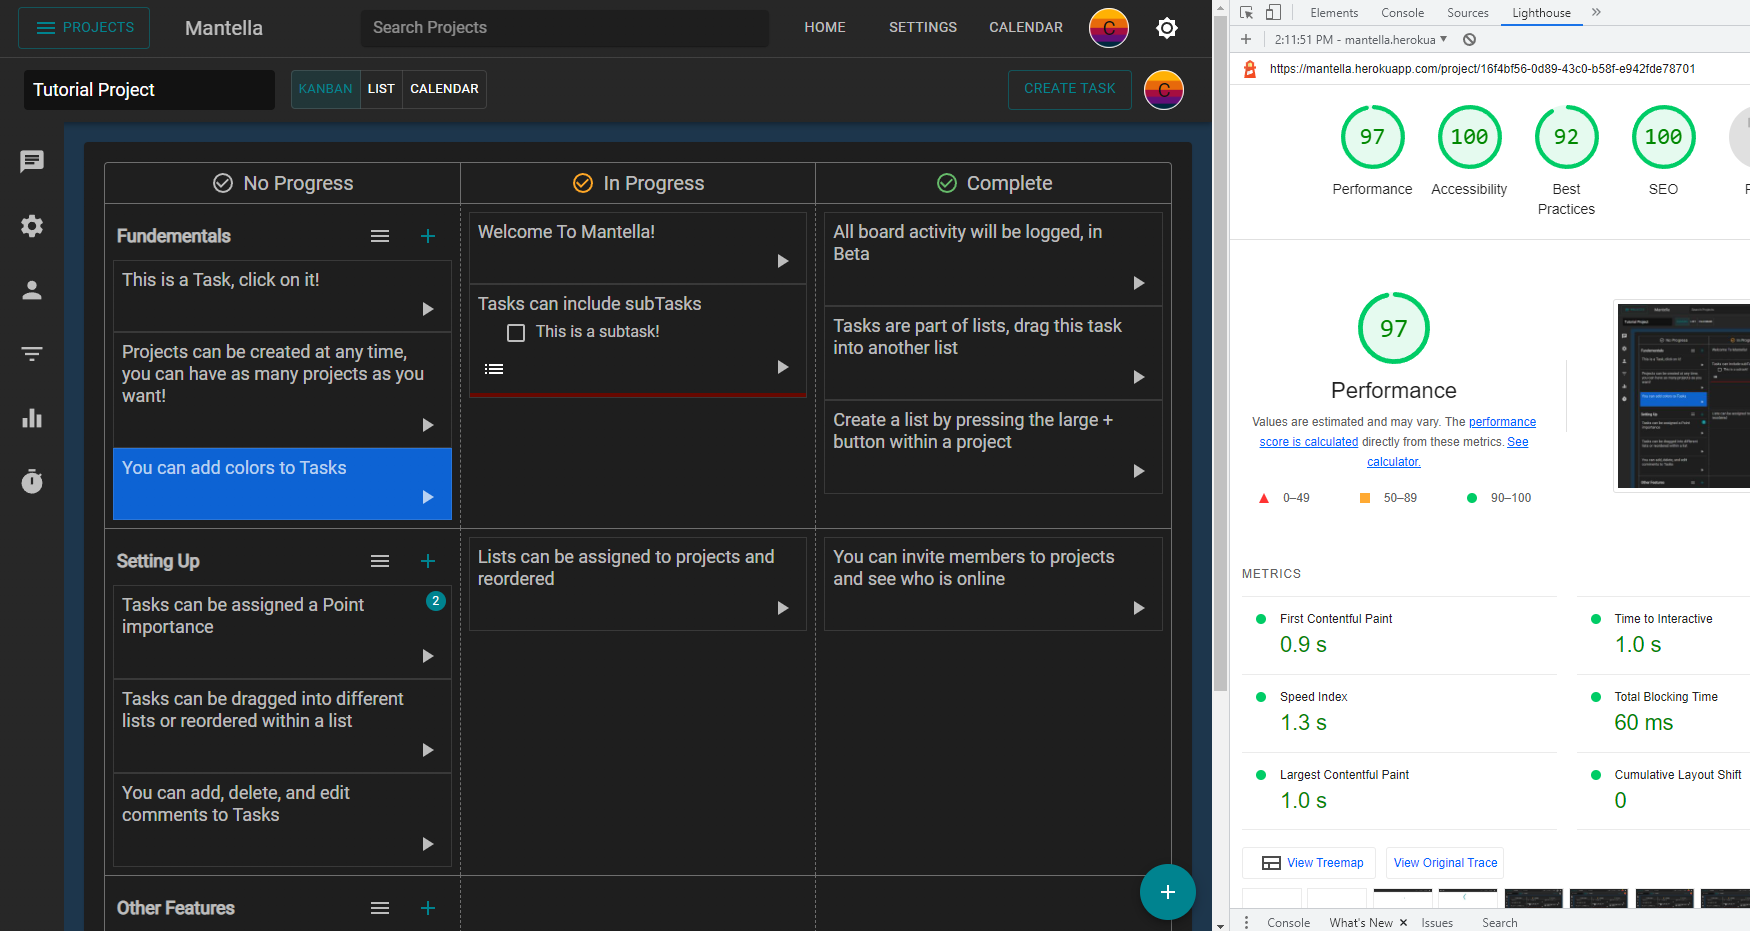 PROJECTS
Mantella
Search Projects
HOME
SETTINGS
CALENDAR
C
Tutorial Project
KANBAN
LIST
CALENDAR
CREATE TASK
C
No Progress
In Progress
Complete
Fundementals
This is a Task, click on it!
Projects can be created at any time,
you can have as many projects as you
want!
You can add colors to Tasks
Welcome To Mantella!
Tasks can include subTasks
This is a subtask!
All board activity will be logged, in
Beta
Tasks are part of lists, drag this task
into another list
Create a list by pressing the large +
button within a project
Setting Up
Tasks can be assigned a Point
importance
2
Tasks can be dragged into different
lists or reordered within a list
You can add, delete, and edit
comments to Tasks
Lists can be assigned to projects and
reordered
You can invite members to projects
and see who is online
Other Features
Elements
Console
Sources
Lighthouse
2:11:51 PM - mantella.herokua
https://mantella.herokuapp.com/project/16f4bf56-0d89-43c0-b58f-e942fde78701
97
Performance
100
Accessibility
92
Best
Practices
100
SEO
97
Performance
Values are estimated and may vary. The performance
score is calculated directly from these metrics. See
calculator.
0–49
50–89
90–100
METRICS
First Contentful Paint
0.9 s
Time to Interactive
1.0 s
Speed Index
1.3 s
Total Blocking Time
60 ms
Largest Contentful Paint
1.0 s
Cumulative Layout Shift
0
View Treemap
View Original Trace
Console
What's New
Issues
Search